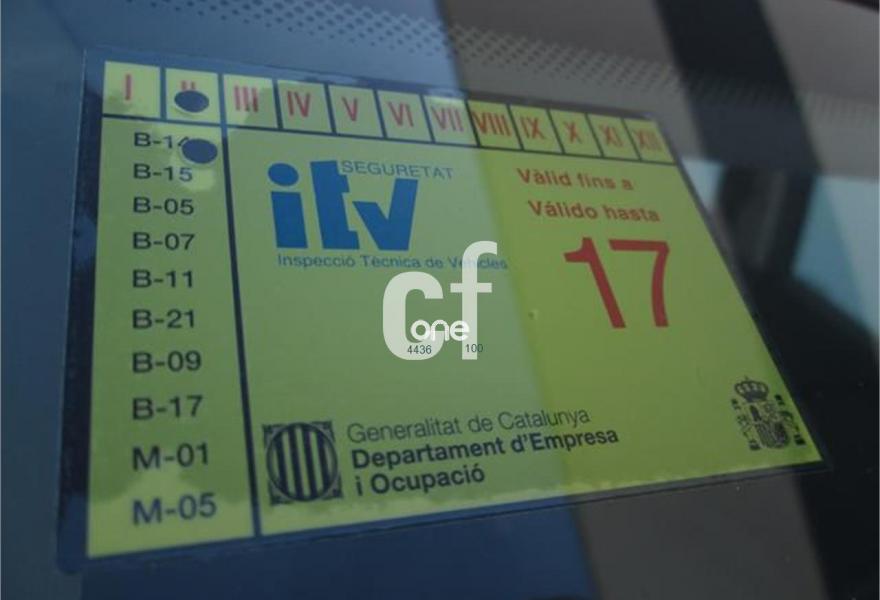 I II III IV V VI VII VIII IX X XI XII
B-14
B-15
B-05
B-07
B-11
B-21
B-09
B-17
M-01
M-05
SEGURETAT
itv
Inspecció Tècnica de Vehicles
Vàlid fins a
Válido hasta
17
cf
one
4436 100
Generalitat de Catalunya
Departament d'Empresa
i Ocupació